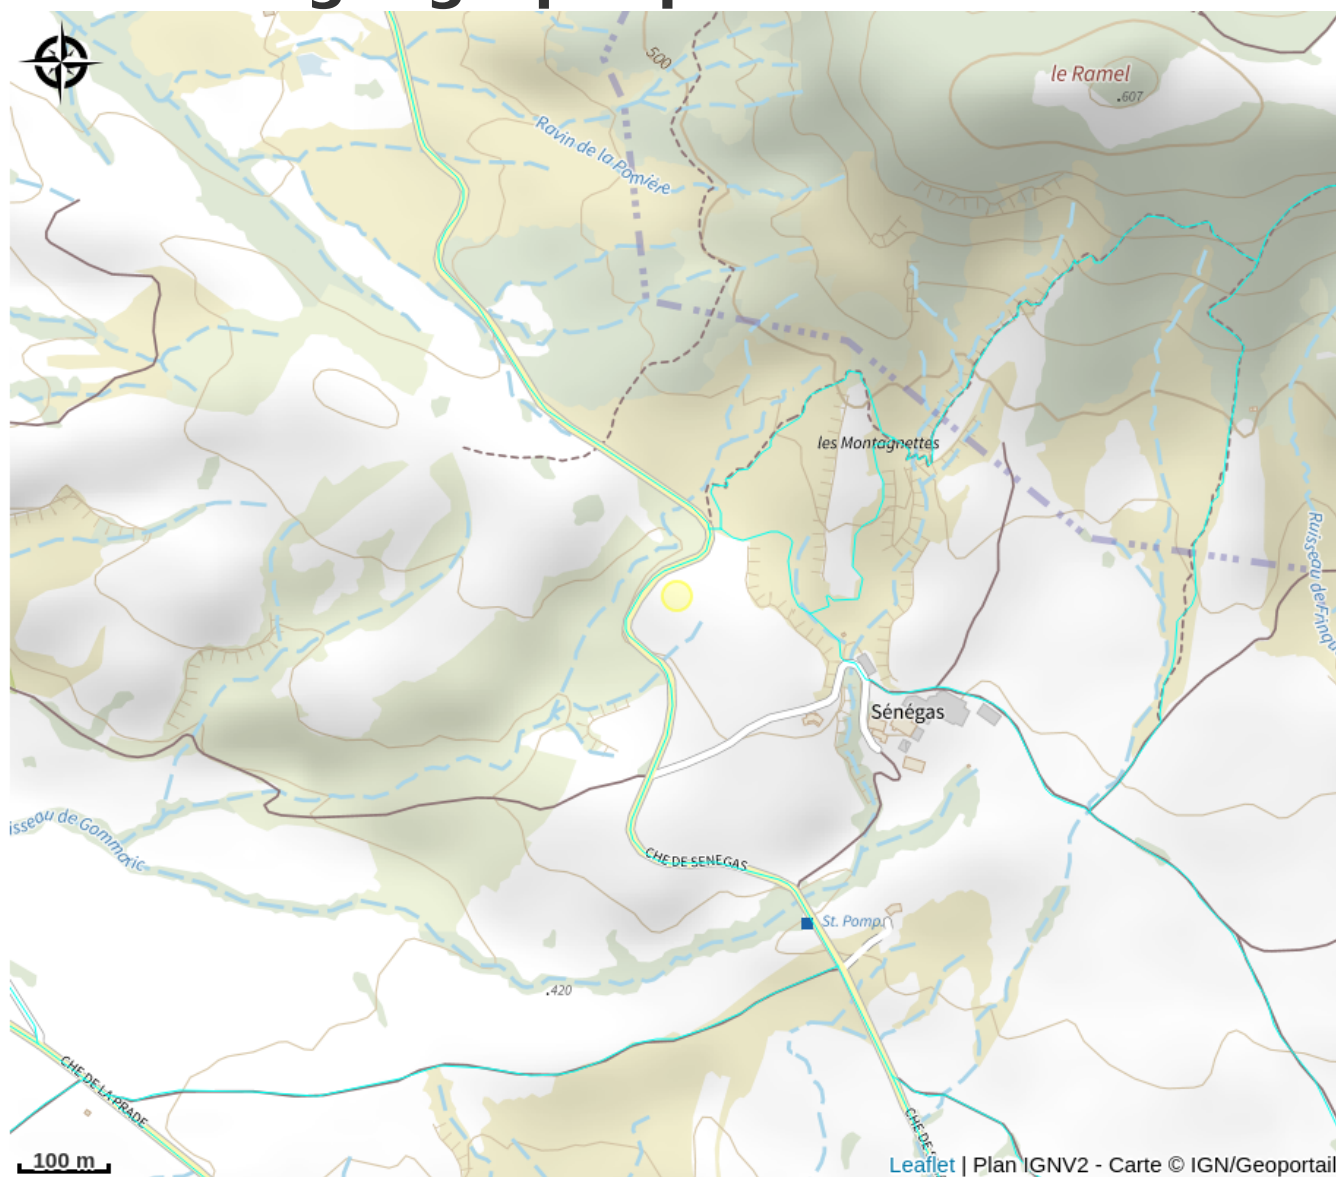 500
le Ramel
.607
Ravin de la Pomière
les Montagnettes
Ruisseau de Frinqu
Sénégas
isseau de Gommaric
CHE DE SENEGAS
St. Pomp.
.420
CHE DE LA PRADE
CHE DE
100 m
Leaflet | Plan IGNV2 - Carte © IGN/Geoportail